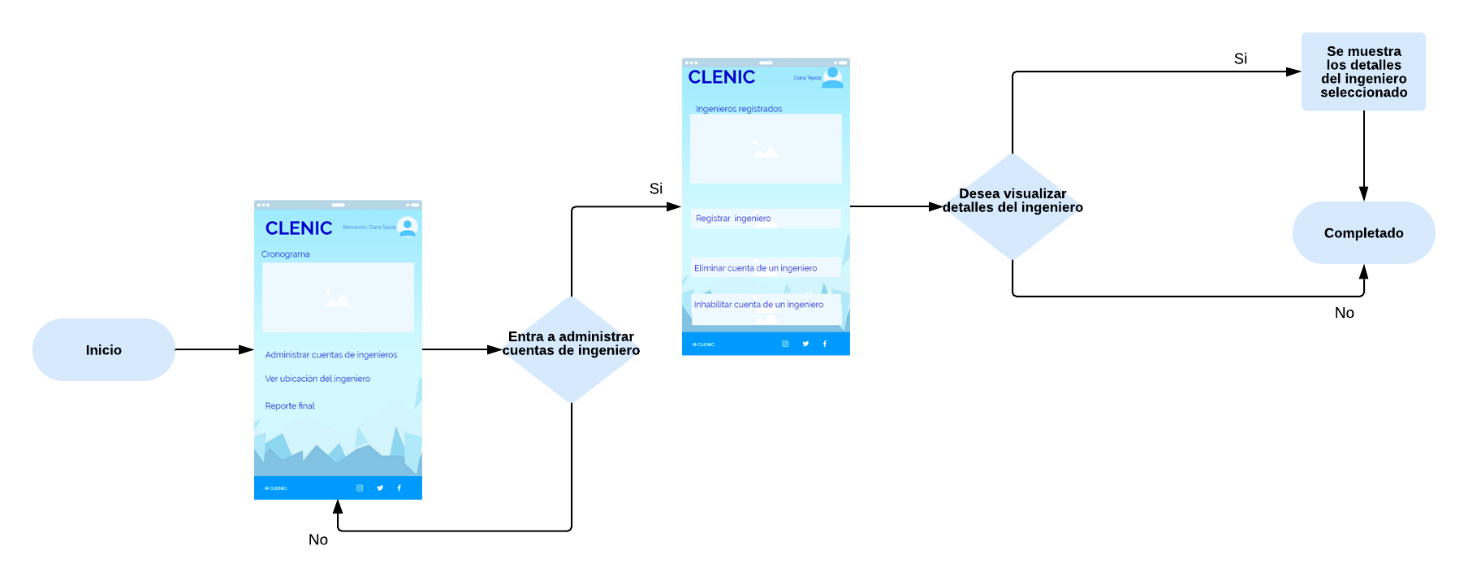 Inicio
CLENIC
Bienvenido, Diana Tejada
Cronograma
Administrar cuentas de ingenieros
Ver ubicación del ingeniero
Reporte final
© CLENIC
No
Entra a administrar
cuentas de ingeniero
Si
CLENIC
Diana Tejada
Ingenieros registrados
Registrar ingeniero
Eliminar cuenta de un ingeniero
Inhabilitar cuenta de un ingeniero
© CLENIC
Desea visualizar
detalles del ingeniero
Si
Se muestra
los detalles
del ingeniero
seleccionado
Completado
No